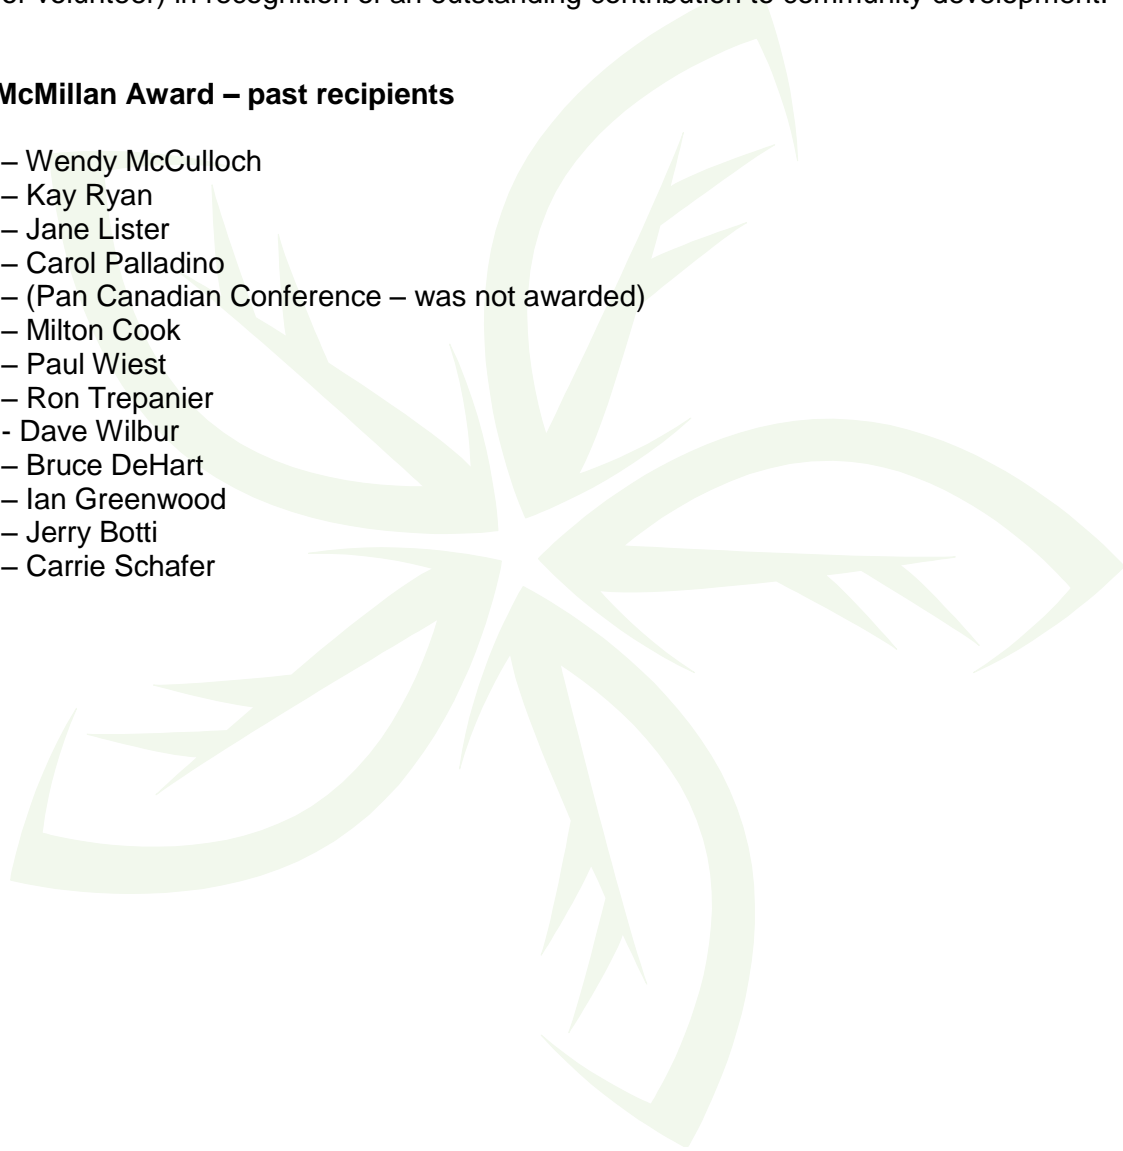 or volunteer) in recognition of an outstanding contribution to community development.
McMillan Award – past recipients
– Wendy McCulloch
– Kay Ryan
– Jane Lister
– Carol Palladino
– (Pan Canadian Conference – was not awarded)
– Milton Cook
– Paul Wiest
– Ron Trepanier
- Dave Wilbur
– Bruce DeHart
– Ian Greenwood
– Jerry Botti
– Carrie Schafer